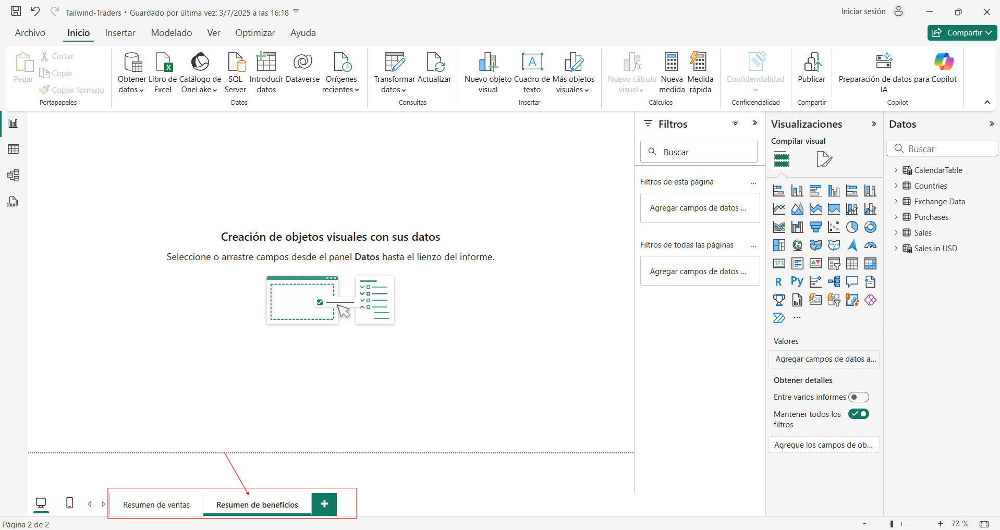 Tailwind-Traders • Guardado por última vez: 3/7/2025 a las 16:18
Iniciar sesión
Archivo
Inicio
Insertar
Modelado
Ver
Optimizar
Ayuda
Compartir
Pegar
Cortar
Copia
Copiar formato
Portapapeles
Obtener datos
Libro de Excel
Catálogo de OneLake
SQL Server
Introducir datos
Dataverse
Orígenes recientes
Datos
Transformar datos
Actualizar
Consultas
Nuevo objeto visual
Cuadro de texto
A
Más objetos visuales
Insertar
Nuevo cálculo visual
fx
Nueva medida
Medida rápida
Cálculos
Confidencialidad
Confidencialidad
Publicar
Compartir
Preparación de datos para IA
Copilot
Copilot
DAX
Creación de objetos visuales con sus datos
Seleccione o arrastre campos desde el panel Datos hasta el lienzo del informe.
Filtros
Buscar
Filtros de esta página
...
Agregar campos de datos ...
Filtros de todas las páginas
...
Agregar campos de datos ...
Visualizaciones
Compilar visual
123
R
Py
123
...
Valores
Agregar campos de datos a...
Obtener detalles
Entre varios informes
Mantener todos los
filtros
Agregue los campos de ob...
Datos
Buscar
CalendarTable
Countries
Exchange Data
Purchases
Sales
Sales in USD
Resumen de ventas
Resumen de beneficios
+
Página 2 de 2
- + 73 %